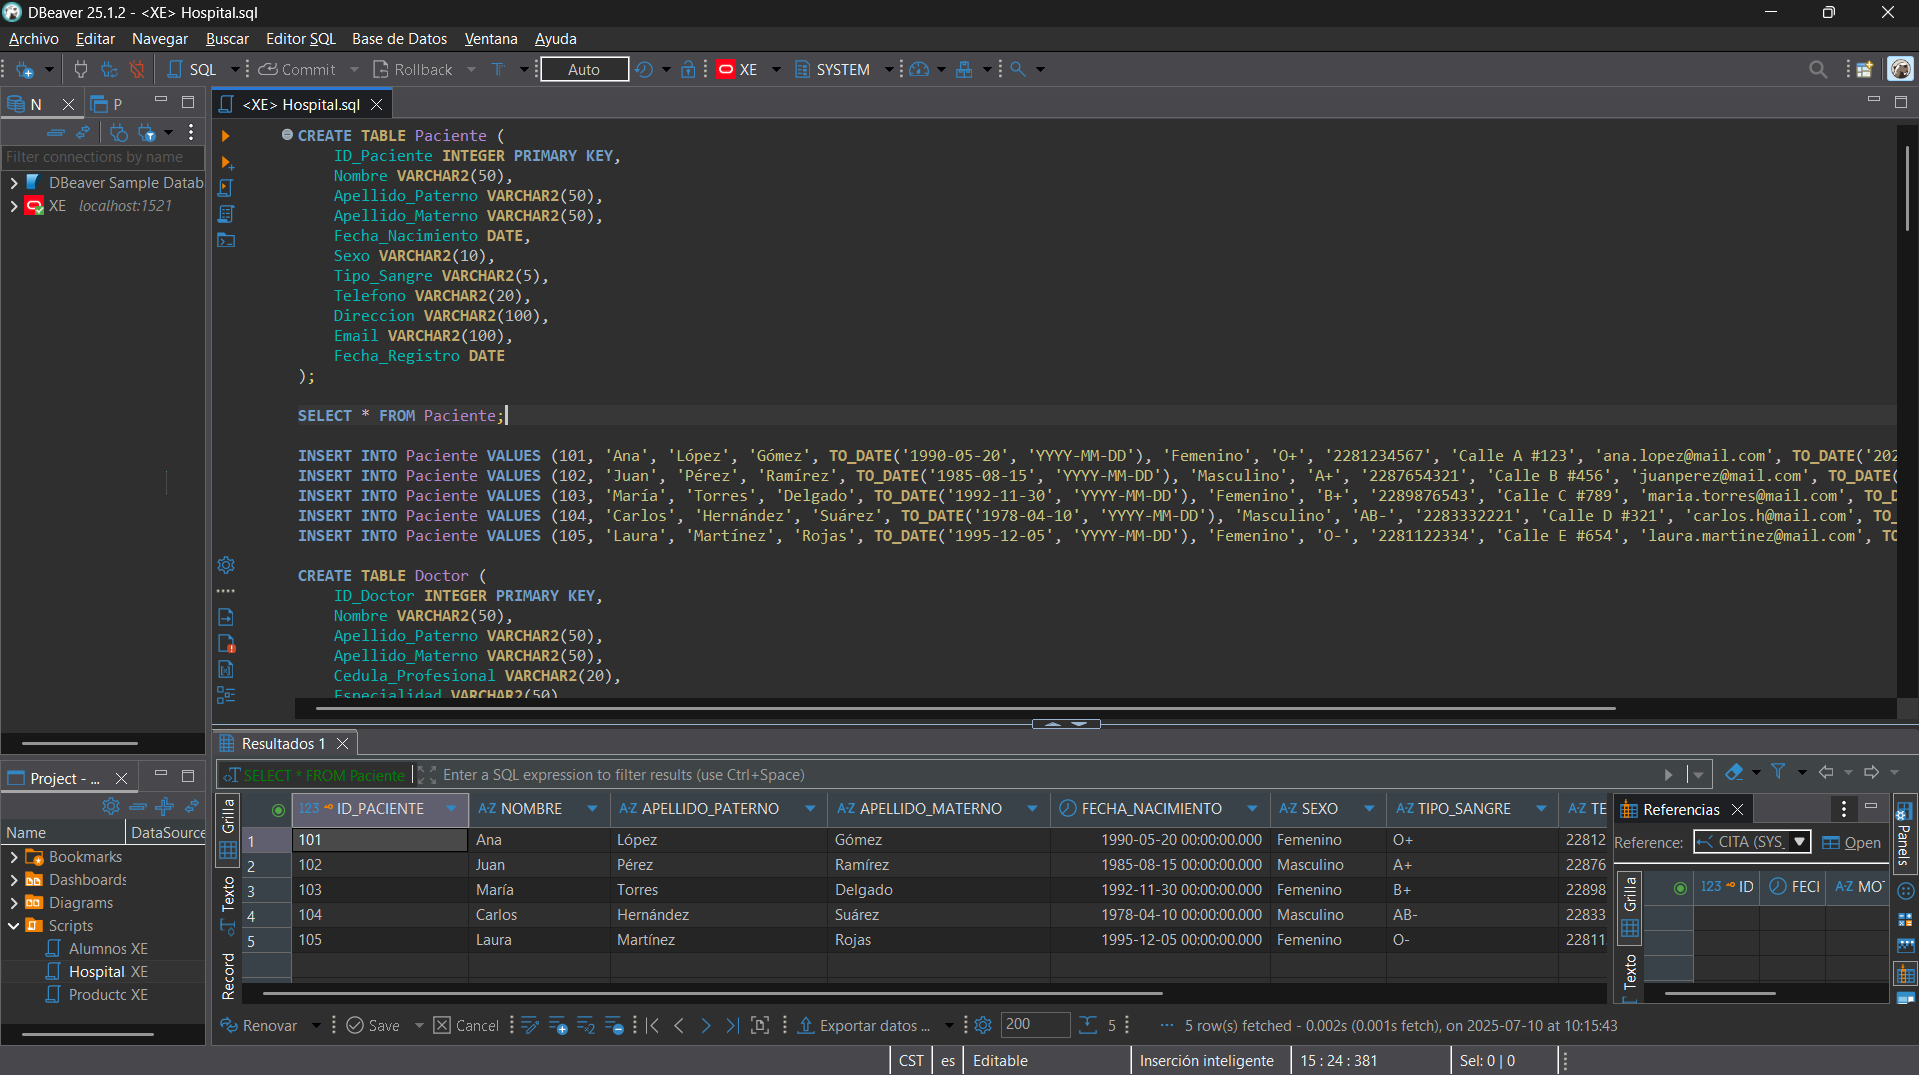 DBeaver 25.1.2 - <XE> Hospital.sql
Archivo Editar Navegar Buscar Editor SQL Base de Datos Ventana Ayuda
SQL Commit Rollback T Auto XE SYSTEM
N P
<XE> Hospital.sql
Filter connections by name
DBeaver Sample Datab
XE localhost:1521
CREATE TABLE Paciente (
ID_Paciente INTEGER PRIMARY KEY,
Nombre VARCHAR2(50),
Apellido_Paterno VARCHAR2(50),
Apellido_Materno VARCHAR2(50),
Fecha_Nacimiento DATE,
Sexo VARCHAR2(10),
Tipo_Sangre VARCHAR2(5),
Telefono VARCHAR2(20),
Direccion VARCHAR2(100),
Email VARCHAR2(100),
Fecha_Registro DATE
);
SELECT * FROM Paciente;
INSERT INTO Paciente VALUES (101, 'Ana', 'López', 'Gómez', TO_DATE('1990-05-20', 'YYYY-MM-DD'), 'Femenino', 'O+', '2281234567', 'Calle A #123', 'ana.lopez@mail.com', TO_DATE('202
INSERT INTO Paciente VALUES (102, 'Juan', 'Pérez', 'Ramírez', TO_DATE('1985-08-15', 'YYYY-MM-DD'), 'Masculino', 'A+', '2287654321', 'Calle B #456', 'juanperez@mail.com', TO_DATE(
INSERT INTO Paciente VALUES (103, 'María', 'Torres', 'Delgado', TO_DATE('1992-11-30', 'YYYY-MM-DD'), 'Femenino', 'B+', '2289876543', 'Calle C #789', 'maria.torres@mail.com', TO_D
INSERT INTO Paciente VALUES (104, 'Carlos', 'Hernández', 'Suárez', TO_DATE('1978-04-10', 'YYYY-MM-DD'), 'Masculino', 'AB-', '2283332221', 'Calle D #321', 'carlos.h@mail.com', TO_
INSERT INTO Paciente VALUES (105, 'Laura', 'Martínez', 'Rojas', TO_DATE('1995-12-05', 'YYYY-MM-DD'), 'Femenino', 'O-', '2281122334', 'Calle E #654', 'laura.martinez@mail.com', TO
CREATE TABLE Doctor (
ID_Doctor INTEGER PRIMARY KEY,
Nombre VARCHAR2(50),
Apellido_Paterno VARCHAR2(50),
Apellido_Materno VARCHAR2(50),
Cedula_Profesional VARCHAR2(20),
Especialidad VARCHAR2(50)
Project - ...
Name DataSource
Bookmarks
Dashboards
Diagrams
Scripts
Alumnos XE
Hospital XE
Productc XE
Resultados 1
SELECT * FROM Paciente Enter a SQL expression to filter results (use Ctrl+Space)
Grilla
Texto
Record
123 ID_PACIENTE A-Z NOMBRE A-Z APELLIDO_PATERNO A-Z APELLIDO_MATERNO FECHA_NACIMIENTO A-Z SEXO A-Z TIPO_SANGRE A-Z TE
1 101 Ana López Gómez 1990-05-20 00:00:00.000 Femenino O+ 22812
2 102 Juan Pérez Ramírez 1985-08-15 00:00:00.000 Masculino A+ 22876
3 103 María Torres Delgado 1992-11-30 00:00:00.000 Femenino B+ 22898
4 104 Carlos Hernández Suárez 1978-04-10 00:00:00.000 Masculino AB- 22833
5 105 Laura Martínez Rojas 1995-12-05 00:00:00.000 Femenino O- 22811
Referencias
Reference: CITA (SYS_ Open
Grilla
Texto
123 ID FECI A-Z MO
Panels
Renovar Save Cancel Exportar datos ... 200 5 ... 5 row(s) fetched - 0.002s (0.001s fetch), on 2025-07-10 at 10:15:43
CST es Editable Inserción inteligente 15 : 24 : 381 Sel: 0 | 0